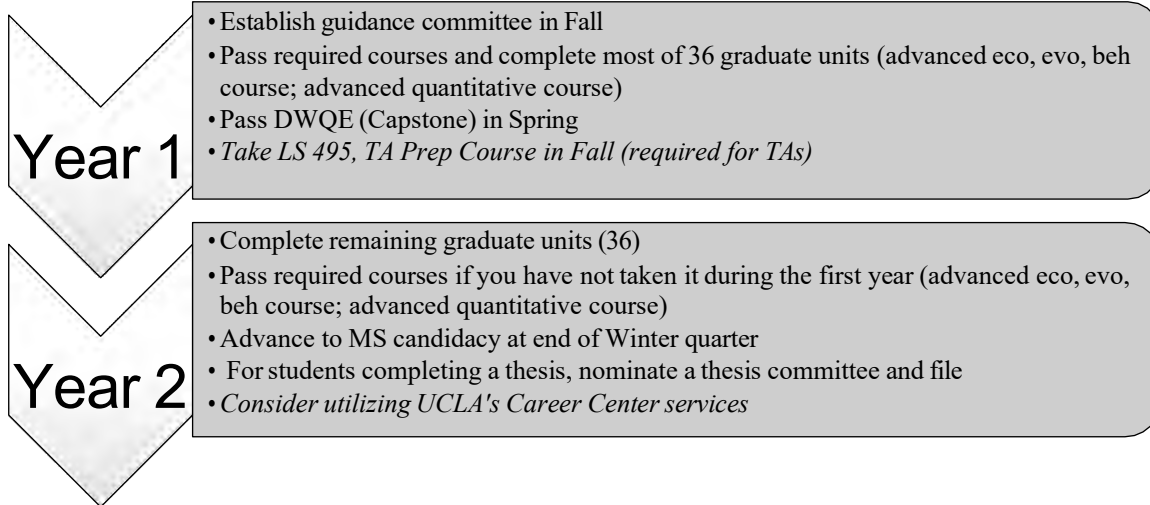 Year 1
•Establish guidance committee in Fall
•Pass required courses and complete most of 36 graduate units (advanced eco, evo, beh
course; advanced quantitative course)
•Pass DWQE (Capstone) in Spring
•Take LS 495, TA Prep Course in Fall (required for TAs)
Year 2
•Complete remaining graduate units (36)
•Pass required courses if you have not taken it during the first year (advanced eco, evo,
beh course; advanced quantitative course)
•Advance to MS candidacy at end of Winter quarter
• For students completing a thesis, nominate a thesis committee and file
•Consider utilizing UCLA's Career Center services